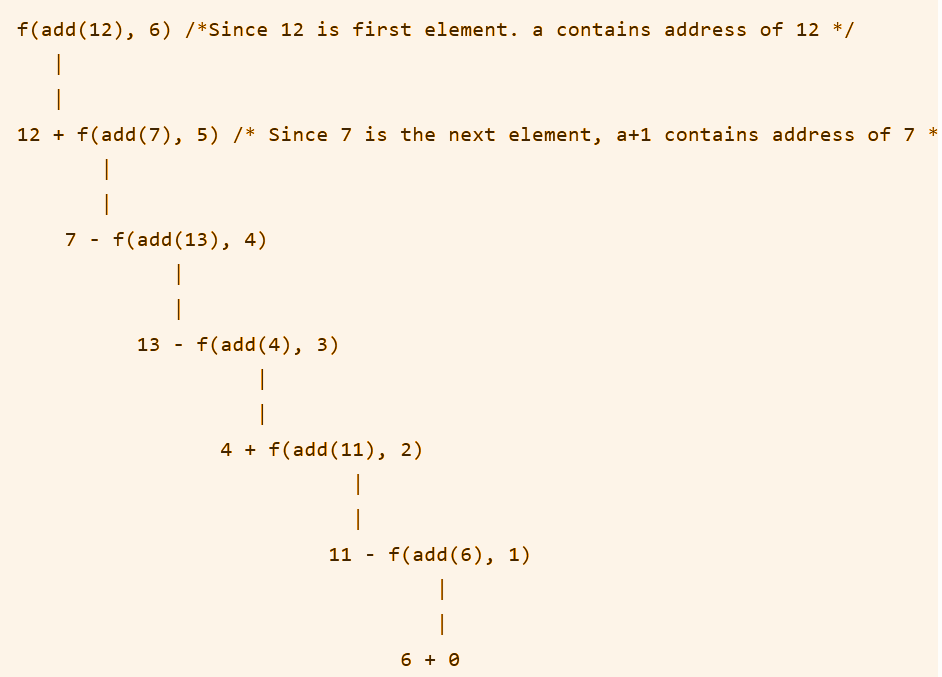 f(add(12), 6) /*Since 12 is first element. a contains address of 12 */
|
|
12 + f(add(7), 5) /* Since 7 is the next element, a+1 contains address of 7 *
|
|
7 - f(add(13), 4)
|
|
13 - f(add(4), 3)
|
|
4 + f(add(11), 2)
|
|
11 - f(add(6), 1)
|
|
6 + 0